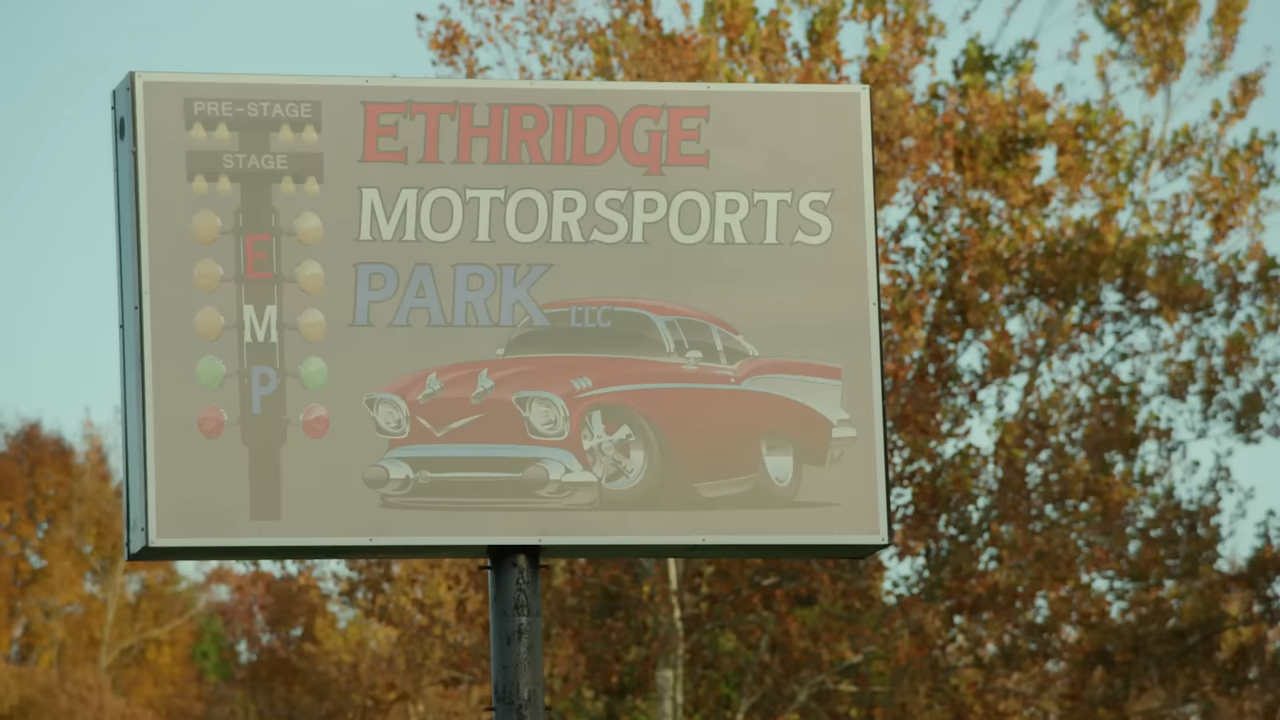 PRE-STAGE
STAGE
E
M
P
ETHRIDGE
MOTORSPORTS
PARK
LLC